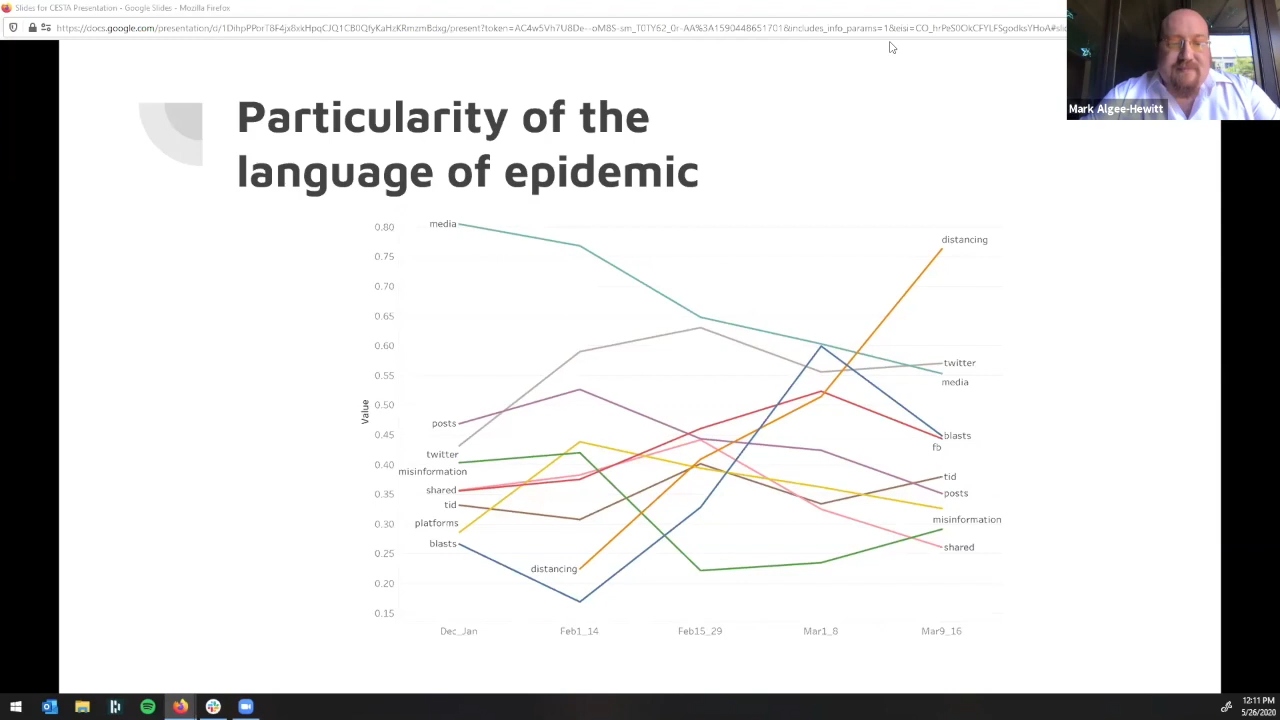 Slides for CESTA Presentation - Google Slides - Mozilla Firefox
Mark Algee-Hewitt
Particularity of the
language of epidemic
Value
0.80
0.75
0.70
0.65
0.60
0.55
0.50
0.45
0.40
0.35
0.30
0.25
0.20
0.15
media
posts
twitter
misinformation
shared
tid
platforms
blasts
distancing
distancing
twitter
media
blasts
fb
tid
posts
misinformation
shared
Dec_Jan
Feb1_14
Feb15_29
Mar1_8
Mar9_16
12:11 PM
5/26/2020